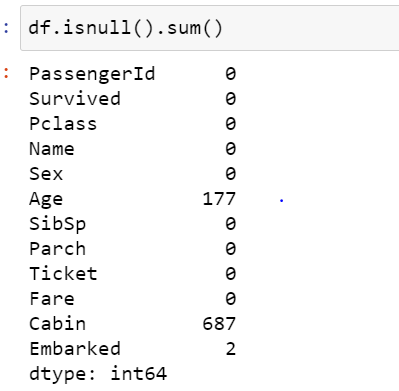 : df.isnull().sum()
: PassengerId 0
Survived 0
Pclass 0
Name 0
Sex 0
Age 177
SibSp 0
Parch 0
Ticket 0
Fare 0
Cabin 687
Embarked 2
dtype: int64